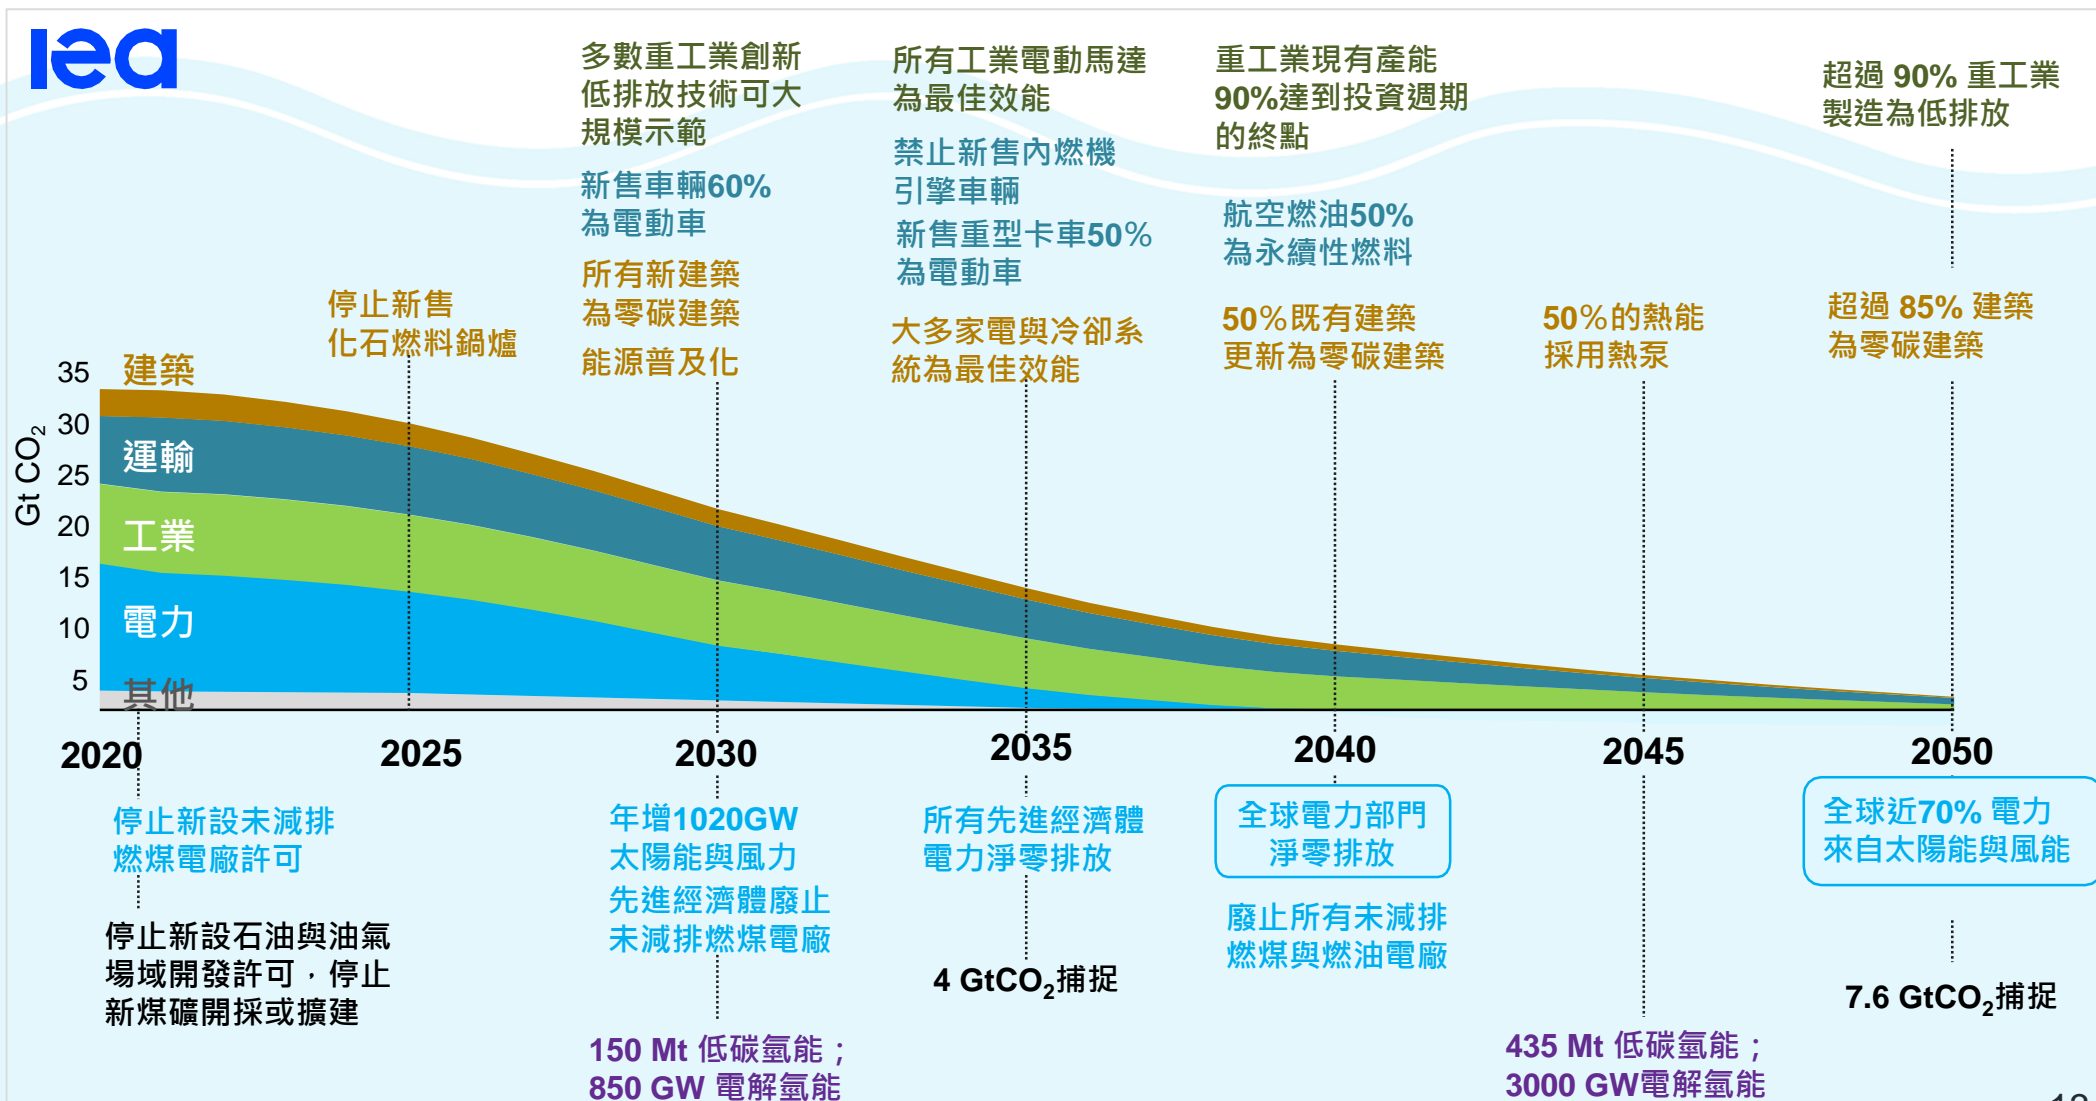 iea
多數重工業創新
低排放技術可大
規模示範
新售車輛60%
為電動車
所有新建築
為零碳建築
能源普及化
所有工業電動馬達
為最佳效能
禁止新售內燃機
引擎車輛
新售重型卡車50%
為電動車
大多家電與冷卻系
統為最佳效能
重工業現有產能
90%達到投資週期
的終點
航空燃油50%
為永續性燃料
50%既有建築
更新為零碳建築
50%的熱能
採用熱泵
超過 90% 重工業
製造為低排放
超過 85% 建築
為零碳建築
停止新售
化石燃料鍋爐
Gt CO₂
35
30
25
20
15
10
5
建築
運輸
工業
電力
其他
2020
2025
2030
2035
2040
2045
2050
停止新設未減排
燃煤電廠許可
停止新設石油與油氣
場域開發許可，停止
新煤礦開採或擴建
年增1020GW
太陽能與風力
先進經濟體廢止
未減排燃煤電廠
150 Mt 低碳氫能；
850 GW 電解氫能
所有先進經濟體
電力淨零排放
4 GtCO₂捕捉
全球電力部門
淨零排放
廢止所有未減排
燃煤與燃油電廠
435 Mt 低碳氫能；
3000 GW電解氫能
全球近70% 電力
來自太陽能與風能
7.6 GtCO₂捕捉